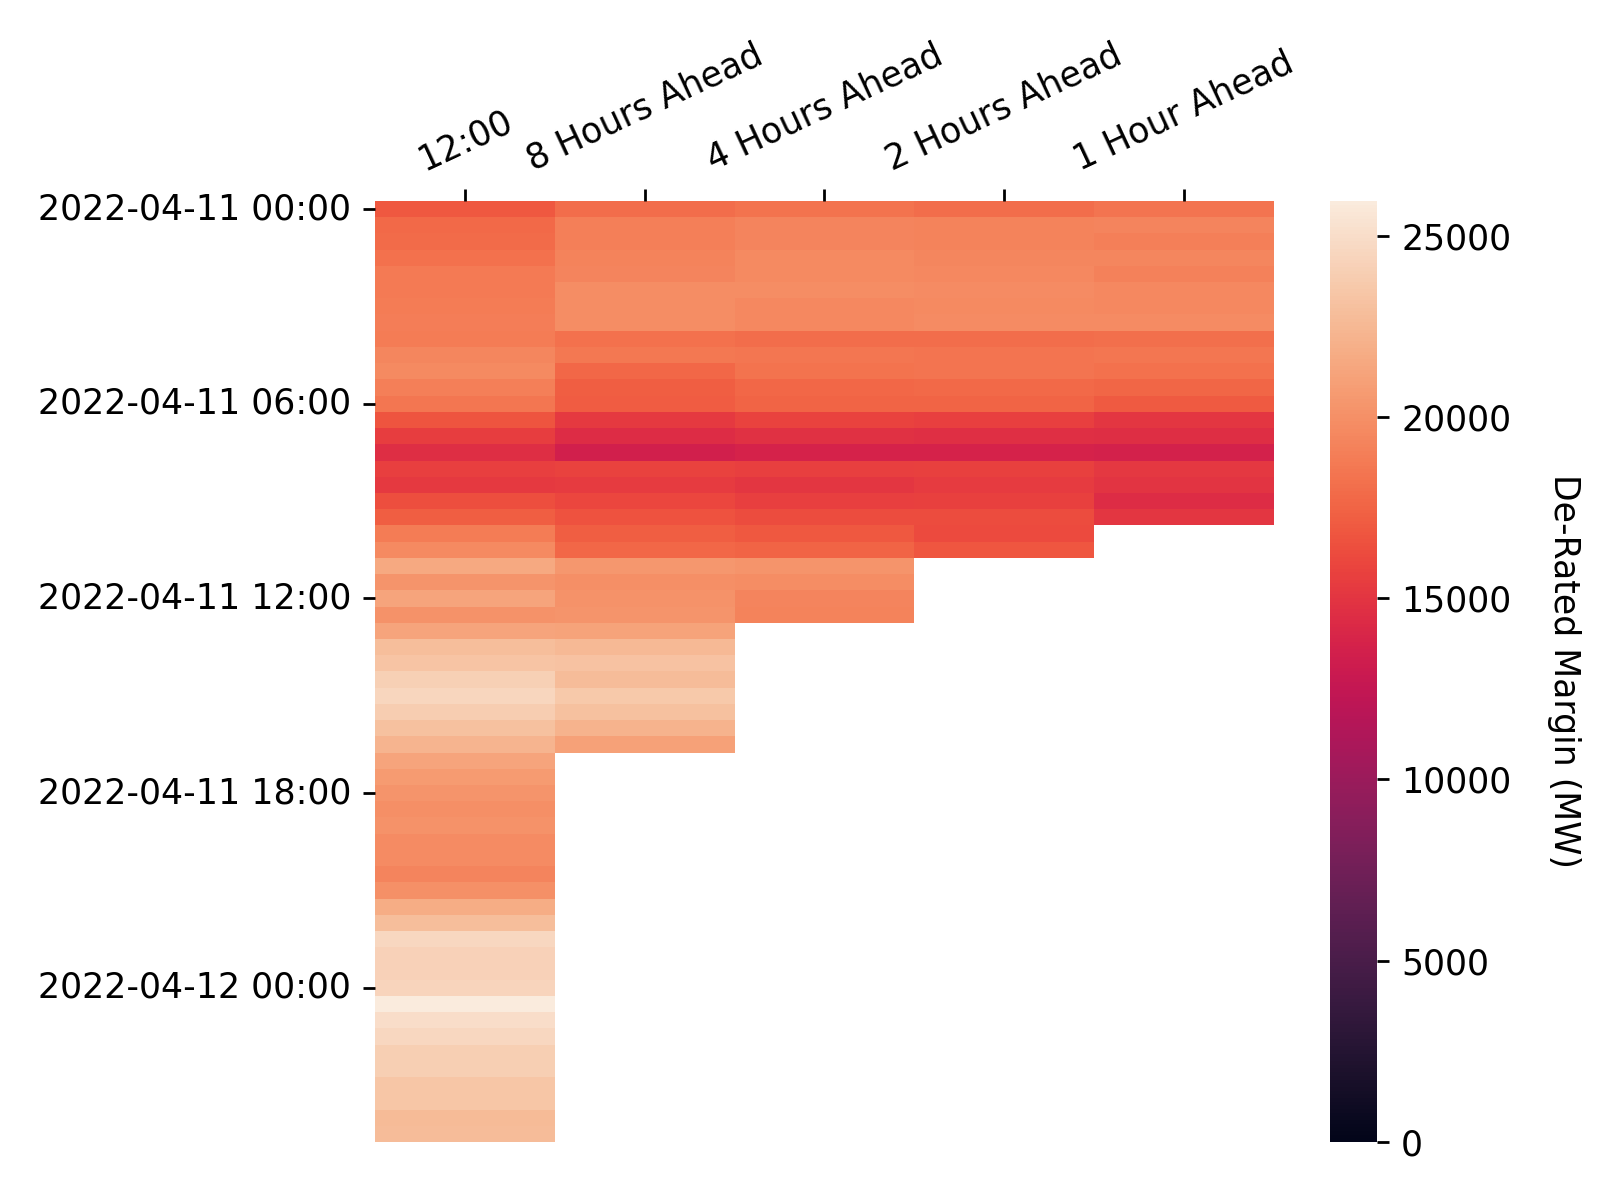 12:00
8 Hours Ahead
4 Hours Ahead
2 Hours Ahead
1 Hour Ahead
2022-04-11 00:00
2022-04-11 06:00
2022-04-11 12:00
2022-04-11 18:00
2022-04-12 00:00
25000
20000
15000
10000
5000
0
De-Rated Margin (MW)